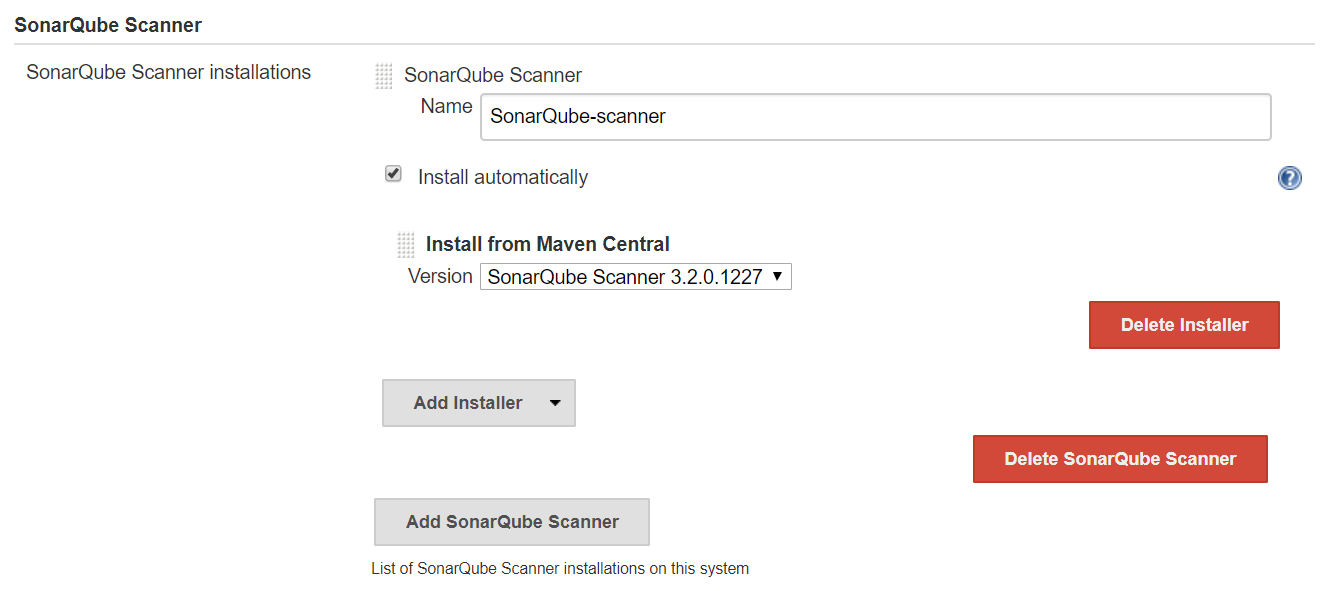 SonarQube Scanner
SonarQube Scanner installations
SonarQube Scanner
Name
SonarQube-scanner
Install automatically
?
Install from Maven Central
Version
SonarQube Scanner 3.2.0.1227
Delete Installer
Add Installer
Delete SonarQube Scanner
Add SonarQube Scanner
List of SonarQube Scanner installations on this system